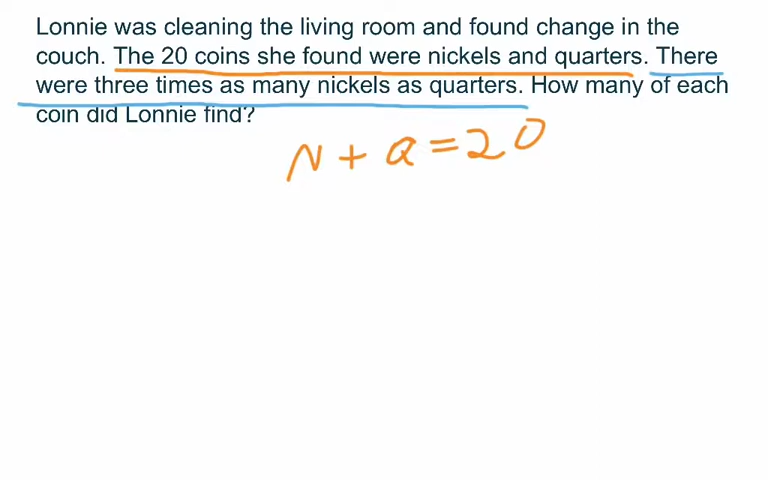 Lonnie was cleaning the living room and found change in the
couch. The 20 coins she found were nickels and quarters. There
were three times as many nickels as quarters. How many of each
coin did Lonnie find?
N + Q = 20